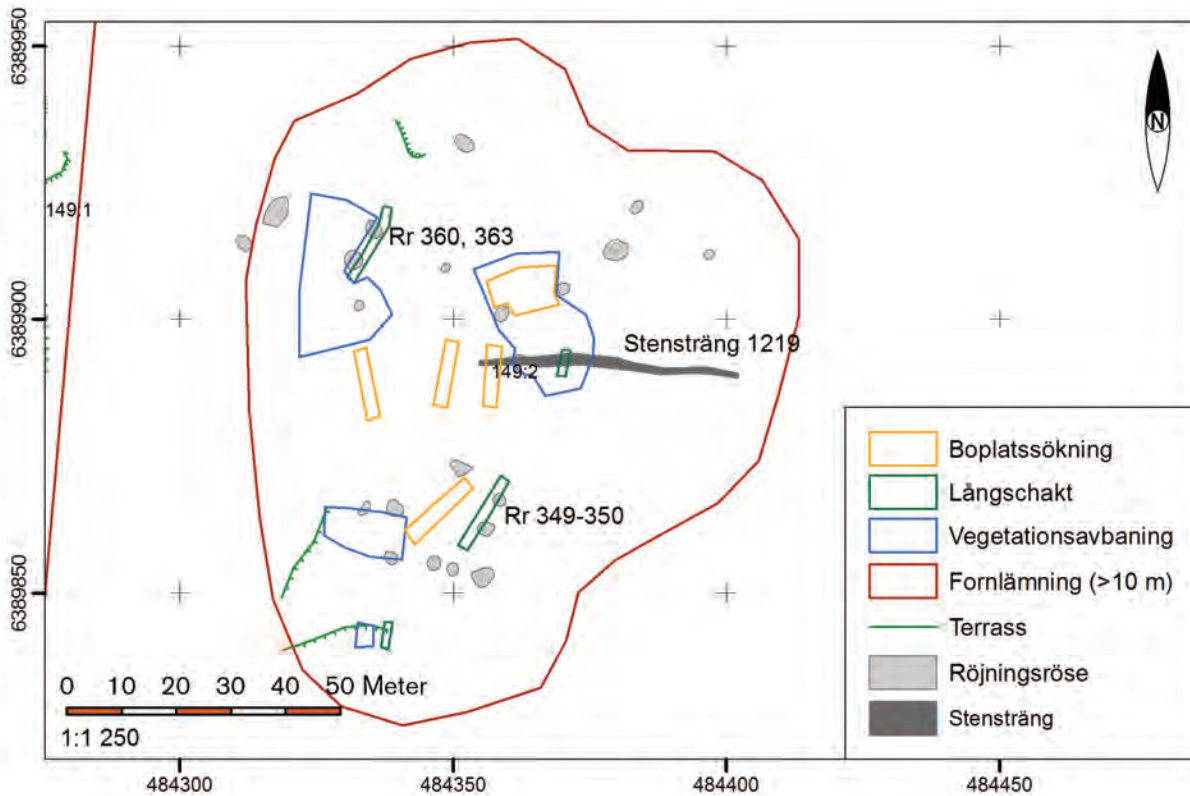 6389950
N
149:1
Rr 360, 363
6389900
Stensträng 1219
149:2
Boplatssökning
Långschakt
Rr 349-350
Vegetationsavbaning
Fornlämning (>10 m)
6389850
Terrass
Röjningsröse
0 10 20 30 40 50 Meter
Stensträng
1:1 250
484300 484350 484400 484450